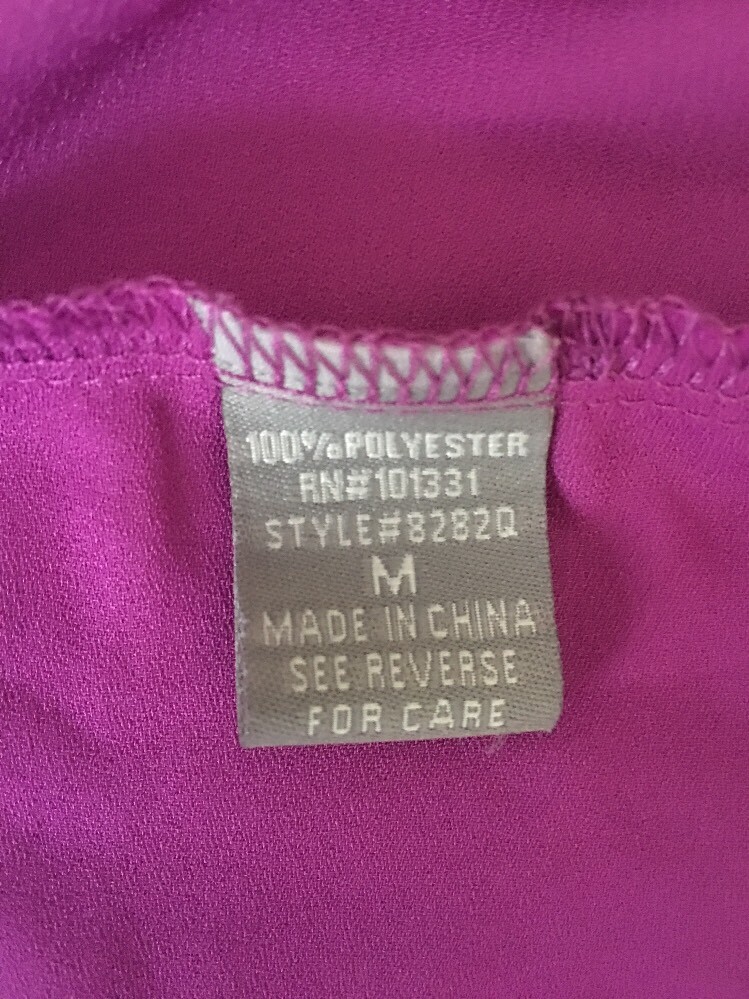 100% POLYESTER
RN#101331
STYLE#8282Q
M
MADE IN CHINA
SEE REVERSE
FOR CARE